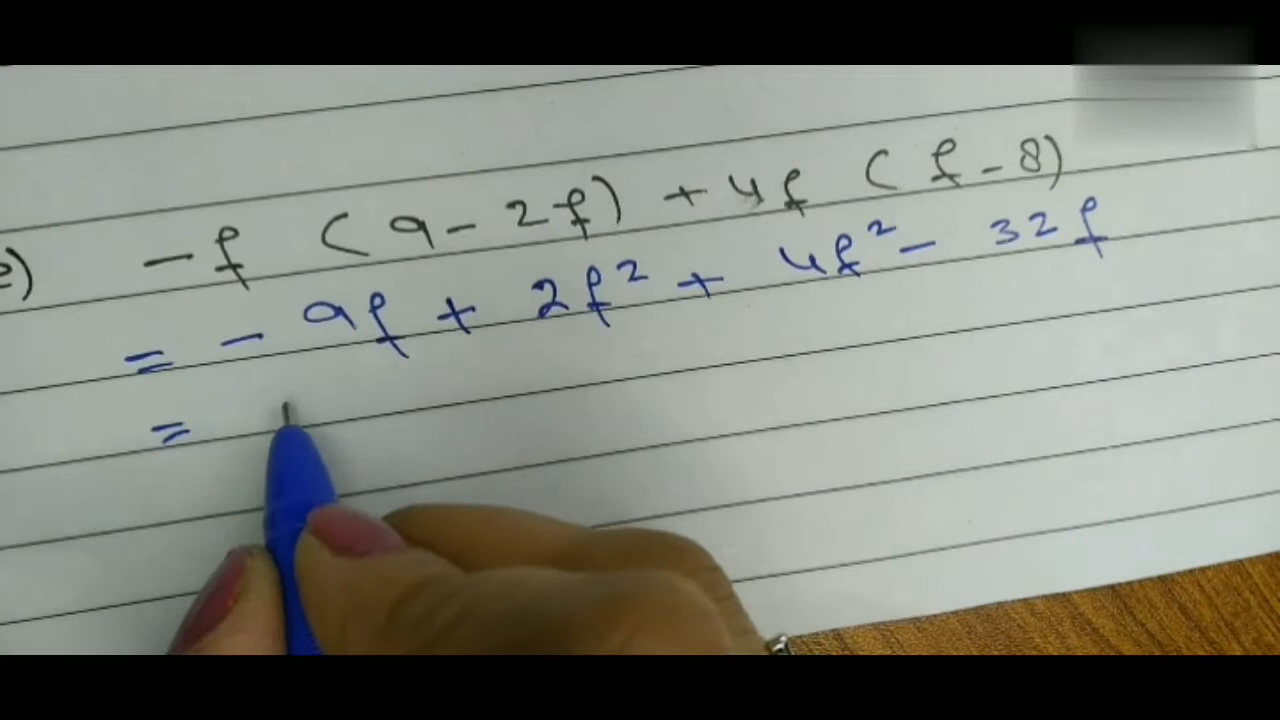 e) -f (9-2f) + 4f (f-8)
= - 9f + 2f² + 4f² - 32f
=